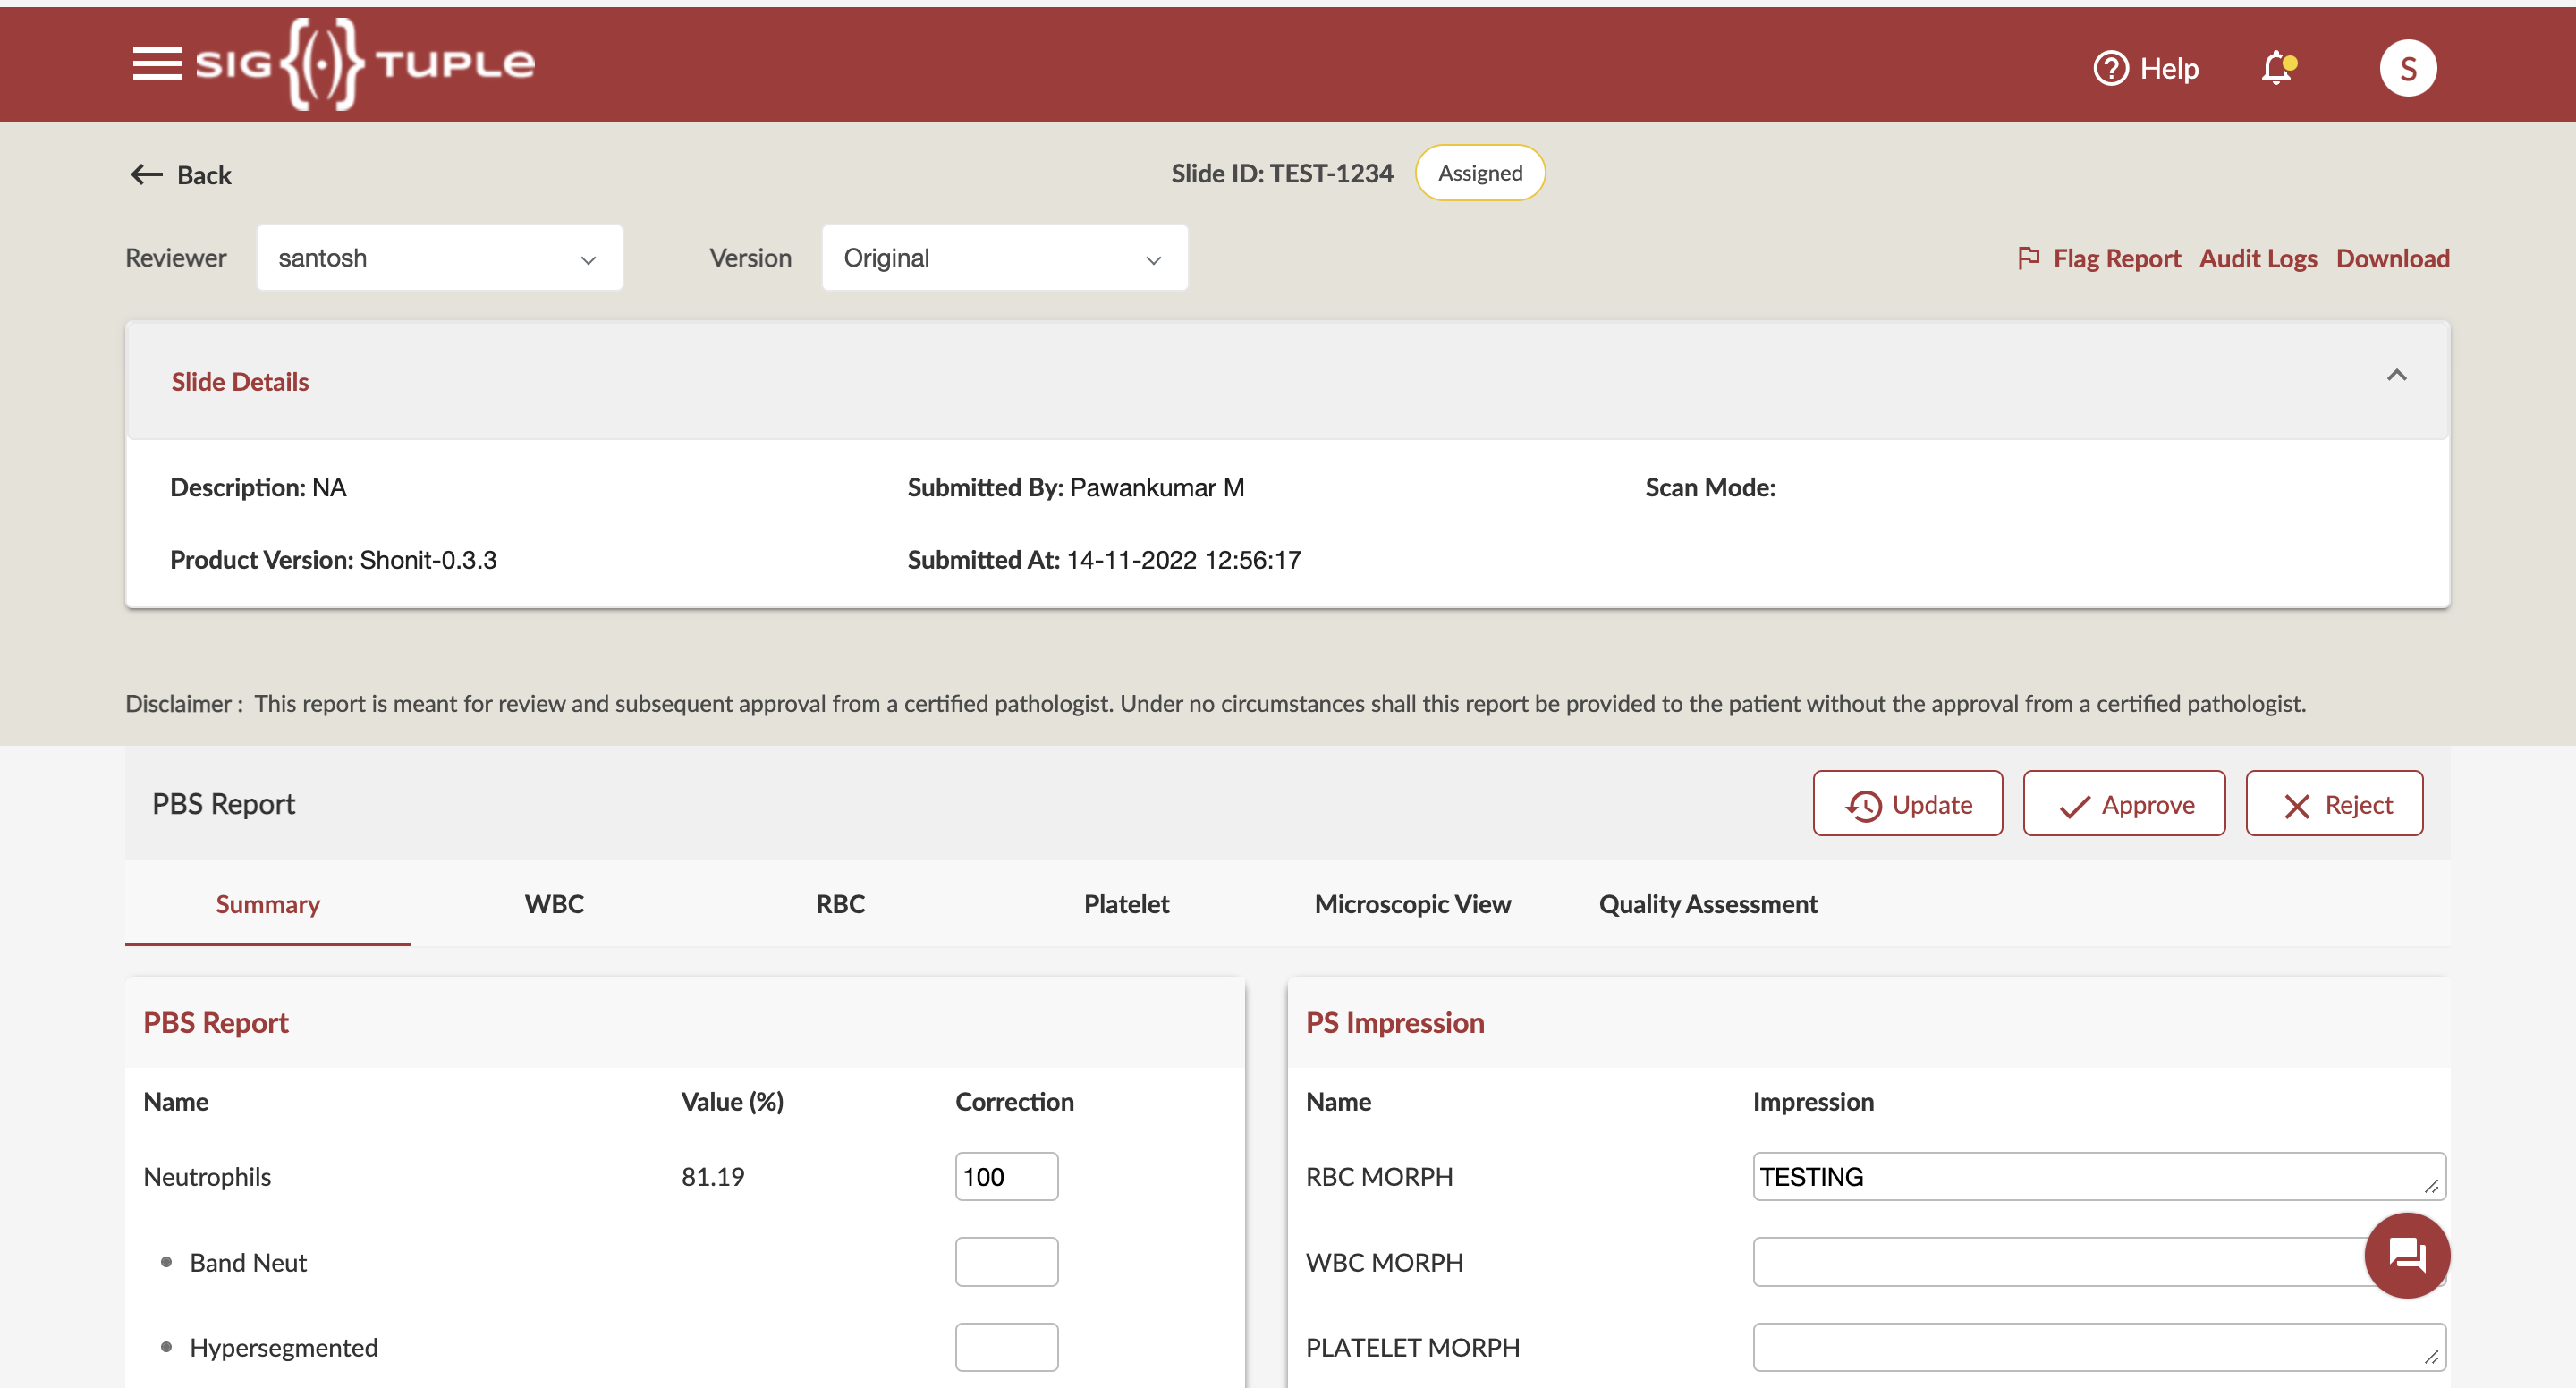 SIG{(·)}TUPLE
Help
S
Back
Slide ID: TEST-1234 Assigned
Reviewer santosh Version Original Flag Report Audit Logs Download
Slide Details
Description: NA Submitted By: Pawankumar M Scan Mode:
Product Version: Shonit-0.3.3 Submitted At: 14-11-2022 12:56:17
Disclaimer : This report is meant for review and subsequent approval from a certified pathologist. Under no circumstances shall this report be provided to the patient without the approval from a certified pathologist.
PBS Report Update Approve Reject
Summary WBC RBC Platelet Microscopic View Quality Assessment
PBS Report
Name Value (%) Correction
Neutrophils 81.19 100
Band Neut
Hypersegmented
PS Impression
Name Impression
RBC MORPH TESTING
WBC MORPH
PLATELET MORPH